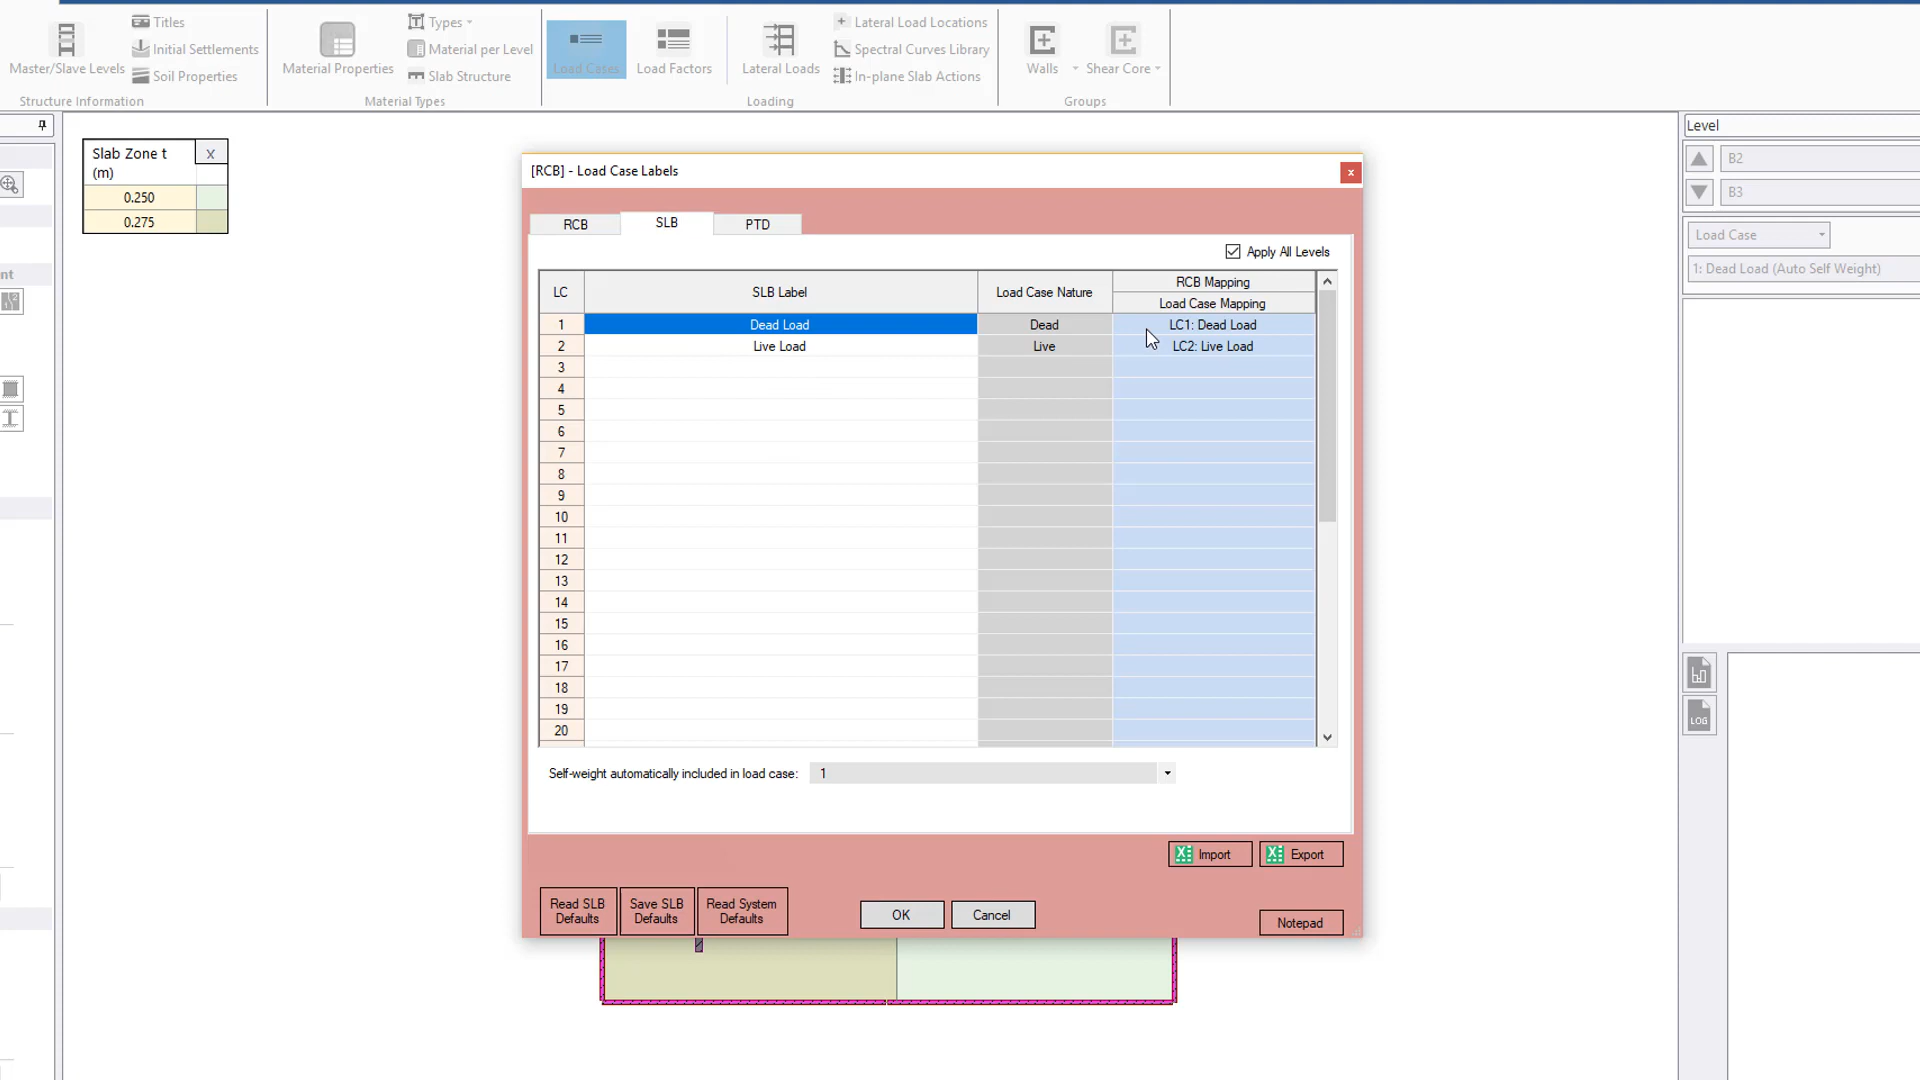 Master/Slave Levels
Titles
Initial Settlements
Soil Properties
Structure Information
Material Properties
Types
Material per Level
Slab Structure
Material Types
Load Cases
Load Factors
Lateral Loads
Lateral Load Locations
Spectral Curves Library
In-plane Slab Actions
Loading
Walls
Shear Core
Groups
Slab Zone t
(m)
X
0.250
0.275
nt
[RCB] - Load Case Labels
x
RCB
SLB
PTD
Apply All Levels
LC
SLB Label
Load Case Nature
RCB Mapping
Load Case Mapping
1 Dead Load Dead LC1: Dead Load
2 Live Load Live LC2: Live Load
3
4
5
6
7
8
9
10
11
12
13
14
15
16
17
18
19
20
Self-weight automatically included in load case: 1
Import
Export
Read SLB
Defaults
Save SLB
Defaults
Read System
Defaults
OK
Cancel
Notepad
Level
B2
B3
Load Case
1: Dead Load (Auto Self Weight)
LOG